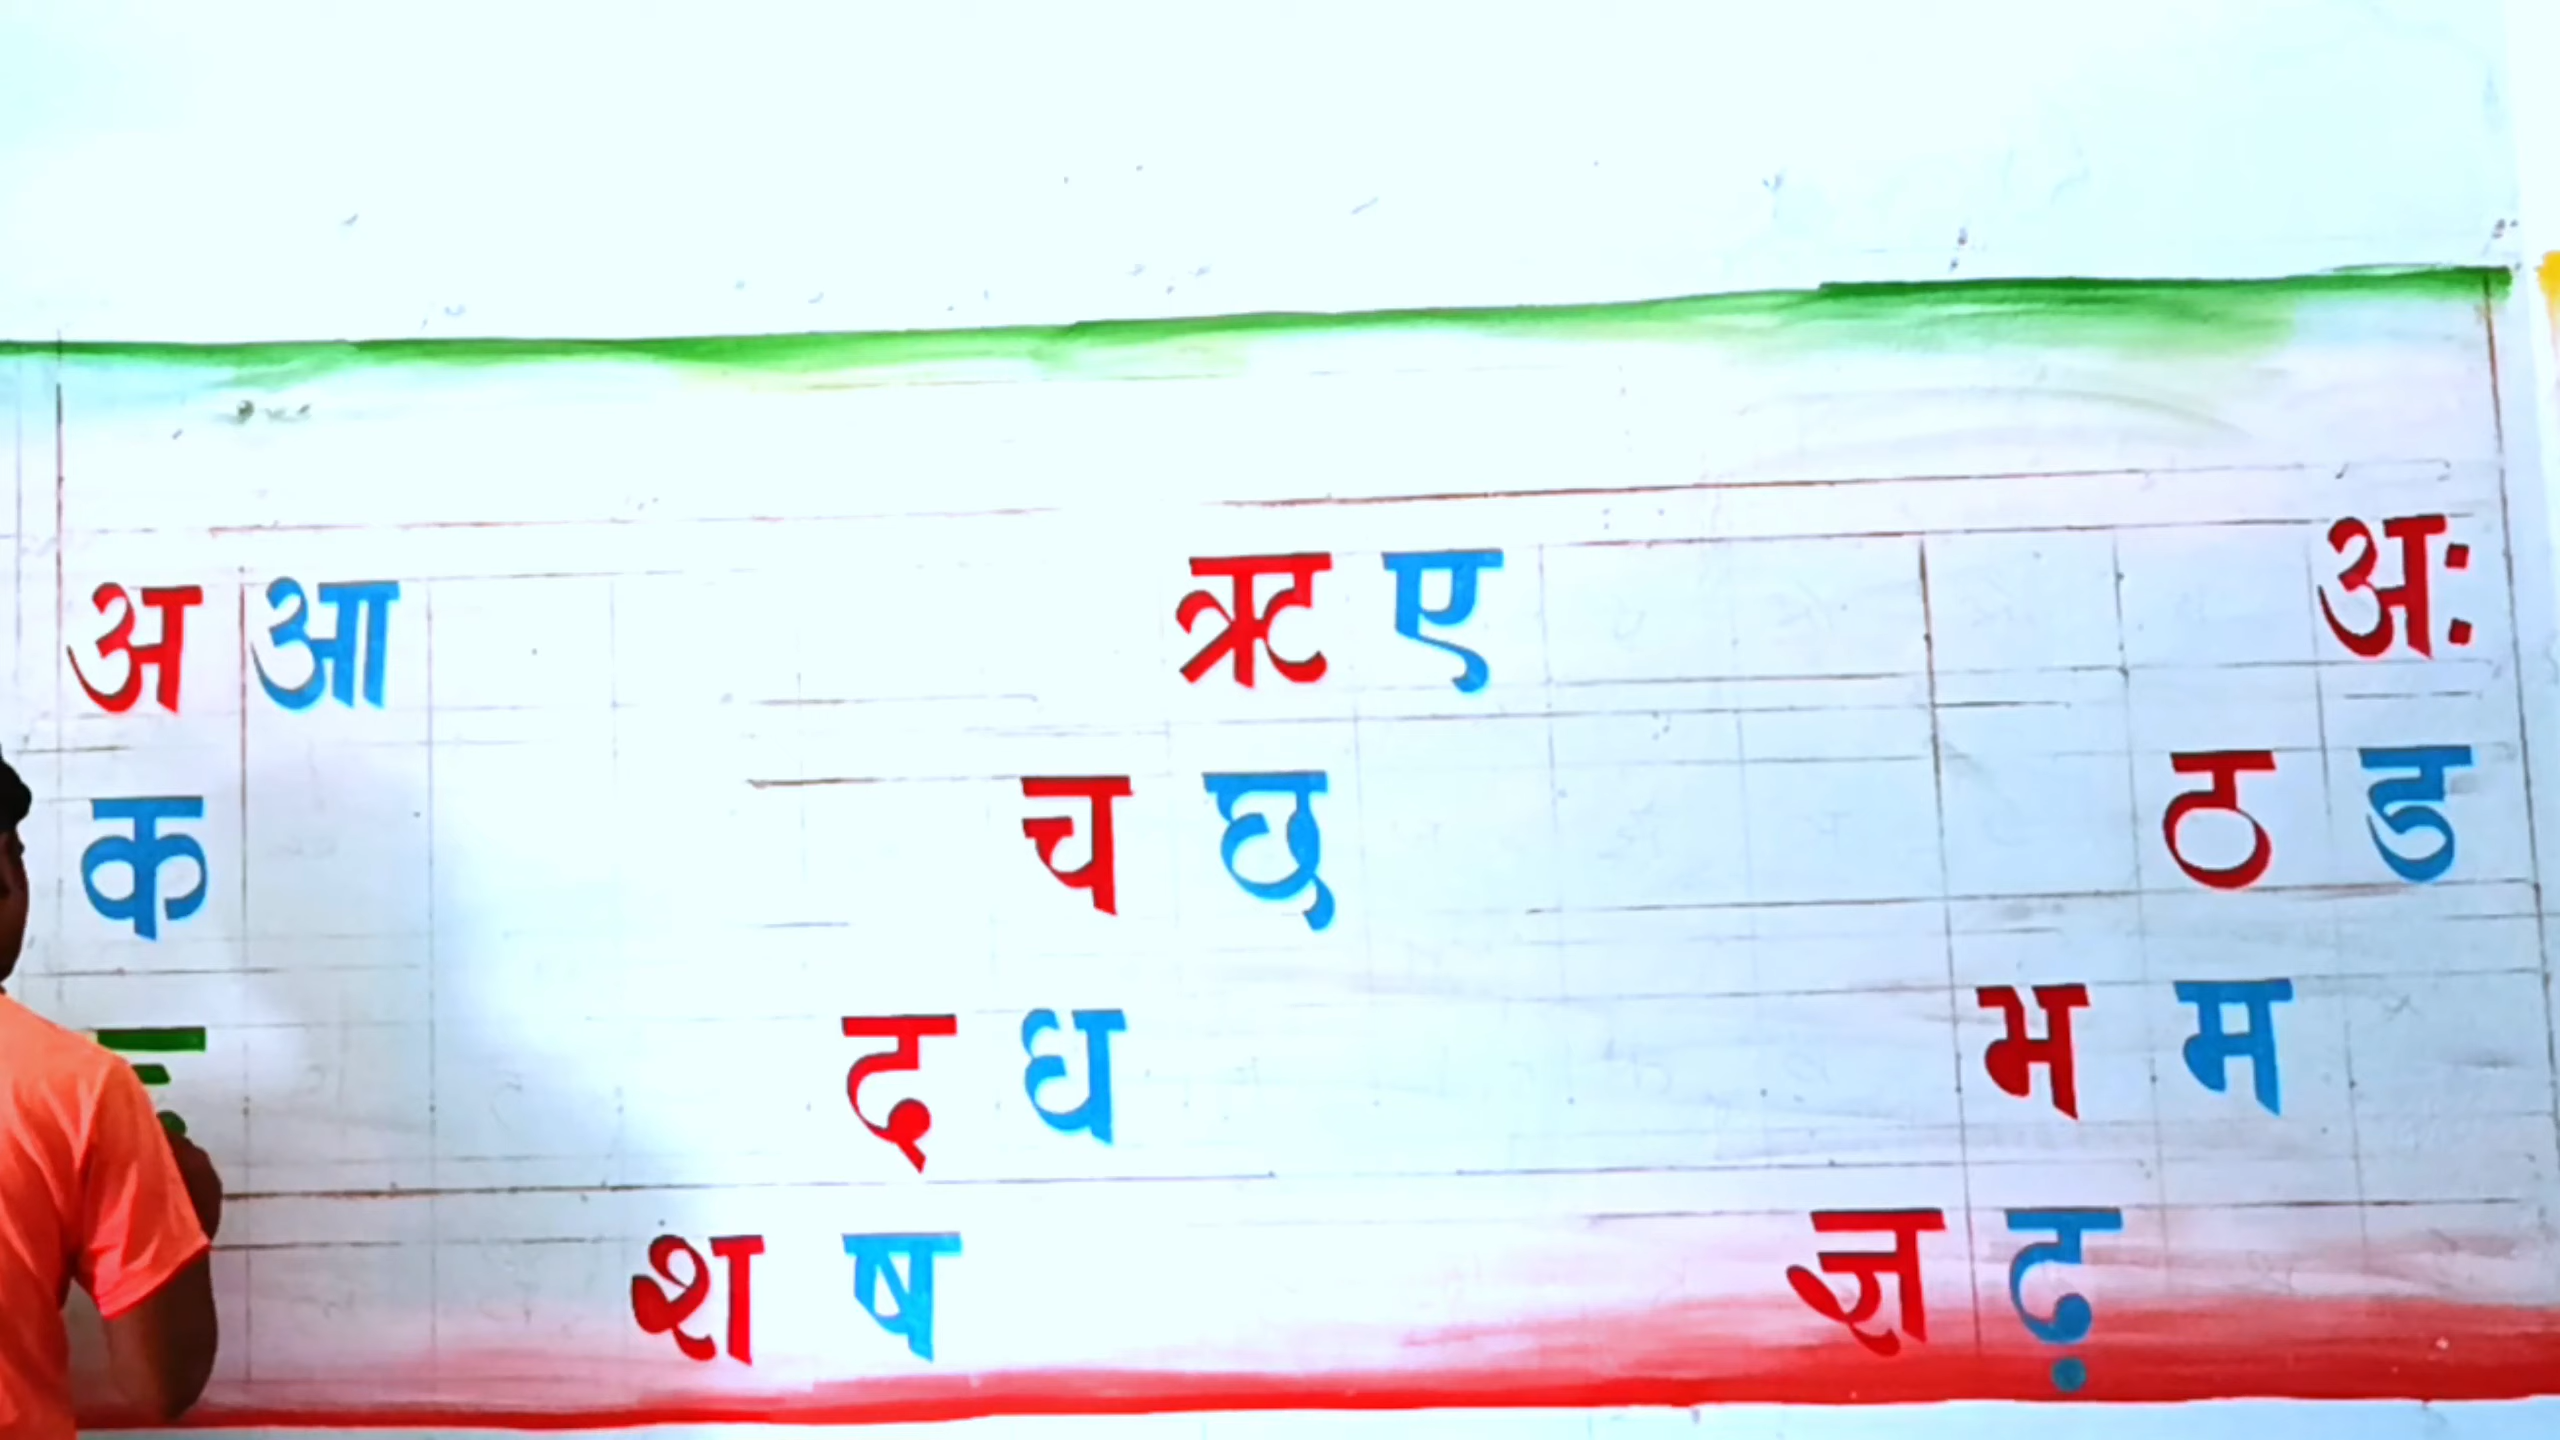 अ आ ऋ ए अः
क च छ ठ ड
द ध भ म
श ष ज्ञ ढ़